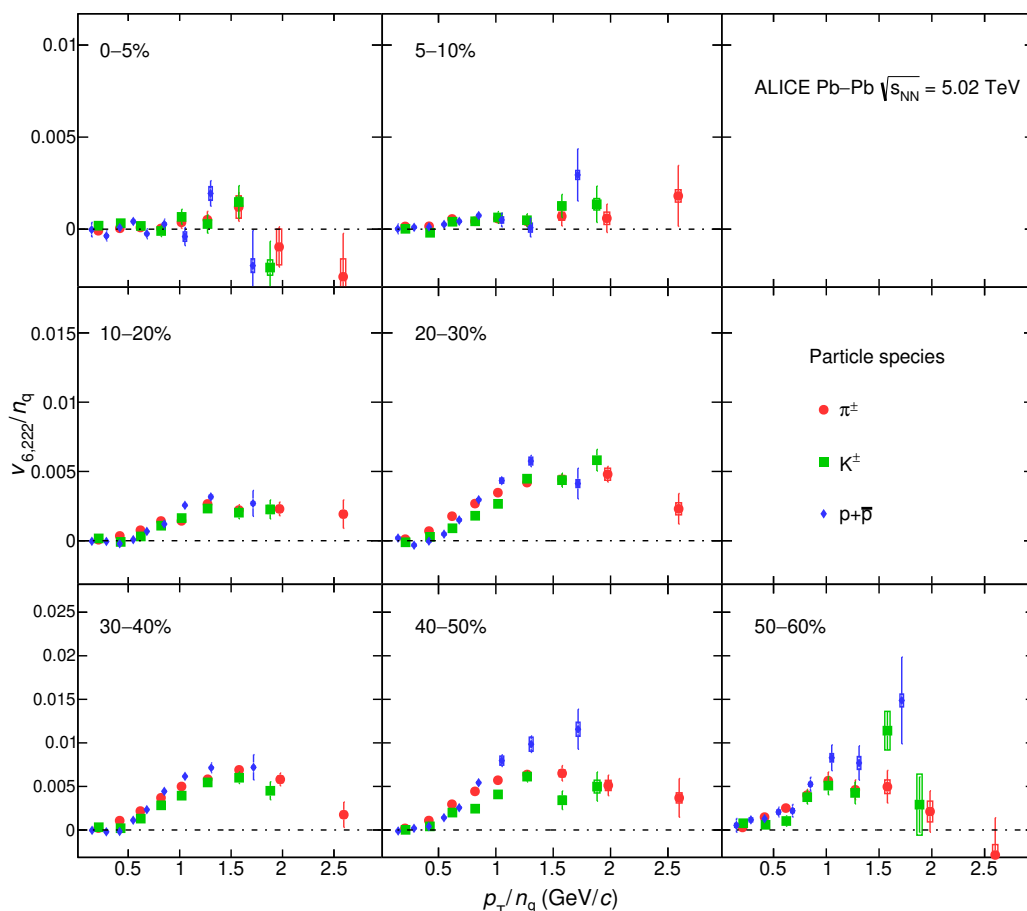 0.01
0−5%
5−10%
ALICE Pb−Pb √sNN = 5.02 TeV
0.005
0
0.015
10−20%
20−30%
Particle species
0.01
π±
v6,222/nq
0.005
K±
0
p+p̅
0.025
30−40%
40−50%
50−60%
0.02
0.015
0.01
0.005
0
0.5 1 1.5 2 2.5
0.5 1 1.5 2 2.5
0.5 1 1.5 2 2.5
pT/nq (GeV/c)